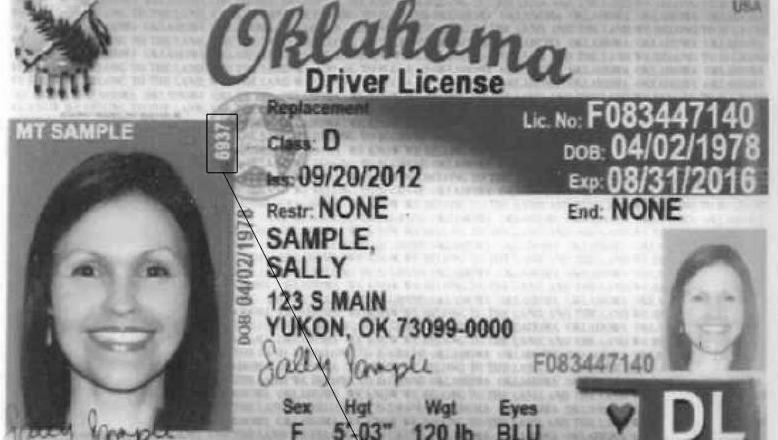 USA
Oklahoma
Driver License
MT SAMPLE
6937
Replacement
Class: D
Lic. No: F083447140
DOB: 04/02/1978
Iss: 09/20/2012
Exp: 08/31/2016
Restr: NONE
End: NONE
SAMPLE,
SALLY
DOB: 04/02/1978
123 S MAIN
YUKON, OK 73099-0000
Sally Sample
F083447140
Sex Hgt Wgt Eyes
F 5'-03" 120 lb BLU
DL
Sally Sample